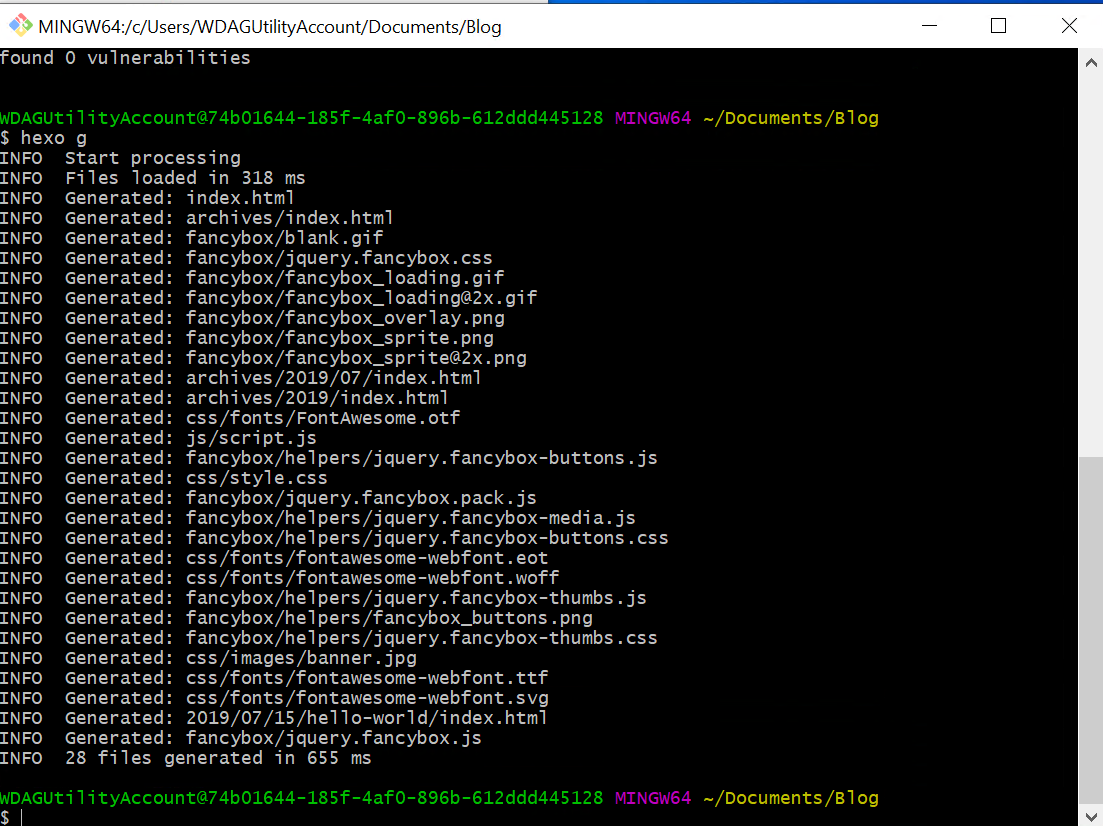 MINGW64:/c/Users/WDAGUtilityAccount/Documents/Blog
found 0 vulnerabilities
WDAGUtilityAccount@74b01644-185f-4af0-896b-612ddd445128 MINGW64 ~/Documents/Blog
$ hexo g
INFO  Start processing
INFO  Files loaded in 318 ms
INFO  Generated: index.html
INFO  Generated: archives/index.html
INFO  Generated: fancybox/blank.gif
INFO  Generated: fancybox/jquery.fancybox.css
INFO  Generated: fancybox/fancybox_loading.gif
INFO  Generated: fancybox/fancybox_loading@2x.gif
INFO  Generated: fancybox/fancybox_overlay.png
INFO  Generated: fancybox/fancybox_sprite.png
INFO  Generated: fancybox/fancybox_sprite@2x.png
INFO  Generated: archives/2019/07/index.html
INFO  Generated: archives/2019/index.html
INFO  Generated: css/fonts/FontAwesome.otf
INFO  Generated: js/script.js
INFO  Generated: fancybox/helpers/jquery.fancybox-buttons.js
INFO  Generated: css/style.css
INFO  Generated: fancybox/jquery.fancybox.pack.js
INFO  Generated: fancybox/helpers/jquery.fancybox-media.js
INFO  Generated: fancybox/helpers/jquery.fancybox-buttons.css
INFO  Generated: css/fonts/fontawesome-webfont.eot
INFO  Generated: css/fonts/fontawesome-webfont.woff
INFO  Generated: fancybox/helpers/jquery.fancybox-thumbs.js
INFO  Generated: fancybox/helpers/fancybox_buttons.png
INFO  Generated: fancybox/helpers/jquery.fancybox-thumbs.css
INFO  Generated: css/images/banner.jpg
INFO  Generated: css/fonts/fontawesome-webfont.ttf
INFO  Generated: css/fonts/fontawesome-webfont.svg
INFO  Generated: 2019/07/15/hello-world/index.html
INFO  Generated: fancybox/jquery.fancybox.js
INFO  28 files generated in 655 ms
WDAGUtilityAccount@74b01644-185f-4af0-896b-612ddd445128 MINGW64 ~/Documents/Blog
$